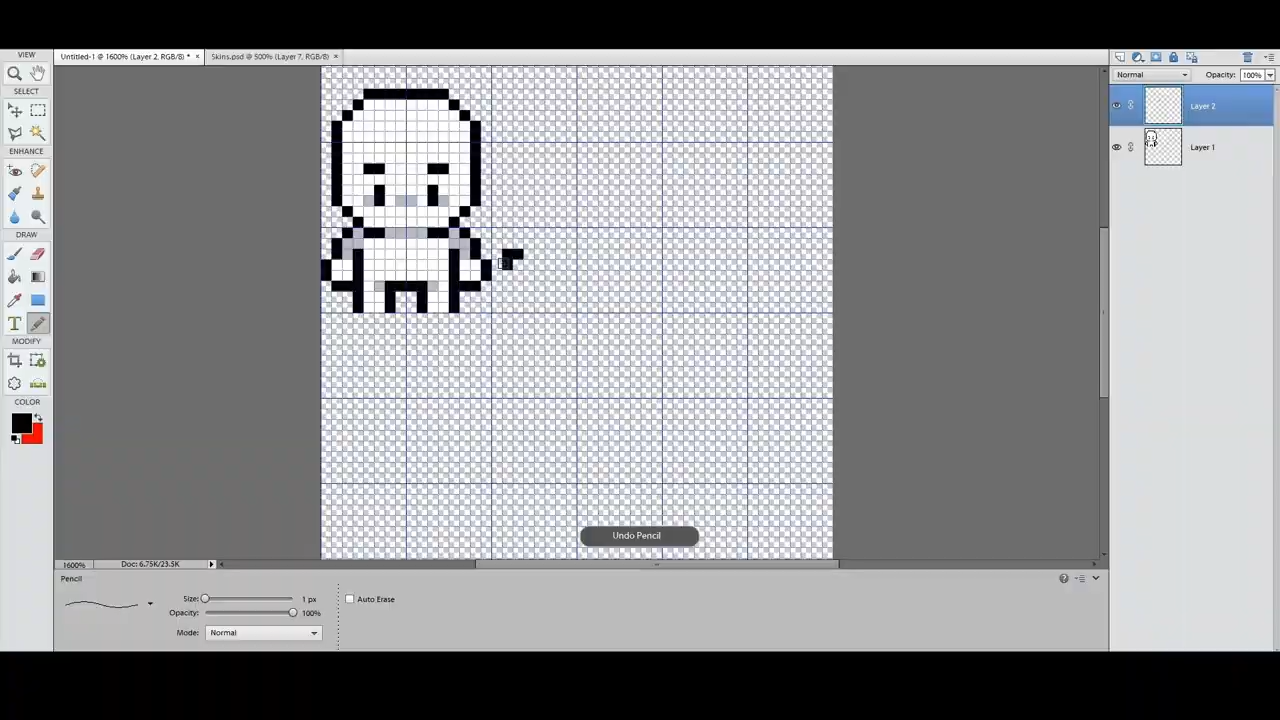 VIEW
Untitled-1 @ 1600% (Layer 2, RGB/8) * ×
Skins.psd @ 500% (Layer 7, RGB/8) ×
SELECT
ENHANCE
DRAW
T
MODIFY
COLOR
Normal
Opacity: 100%
Layer 2
Layer 1
Undo Pencil
1600%
Doc: 6.75K/23.5K
Pencil
Size: 1 px
Opacity: 100%
Mode: Normal
Auto Erase